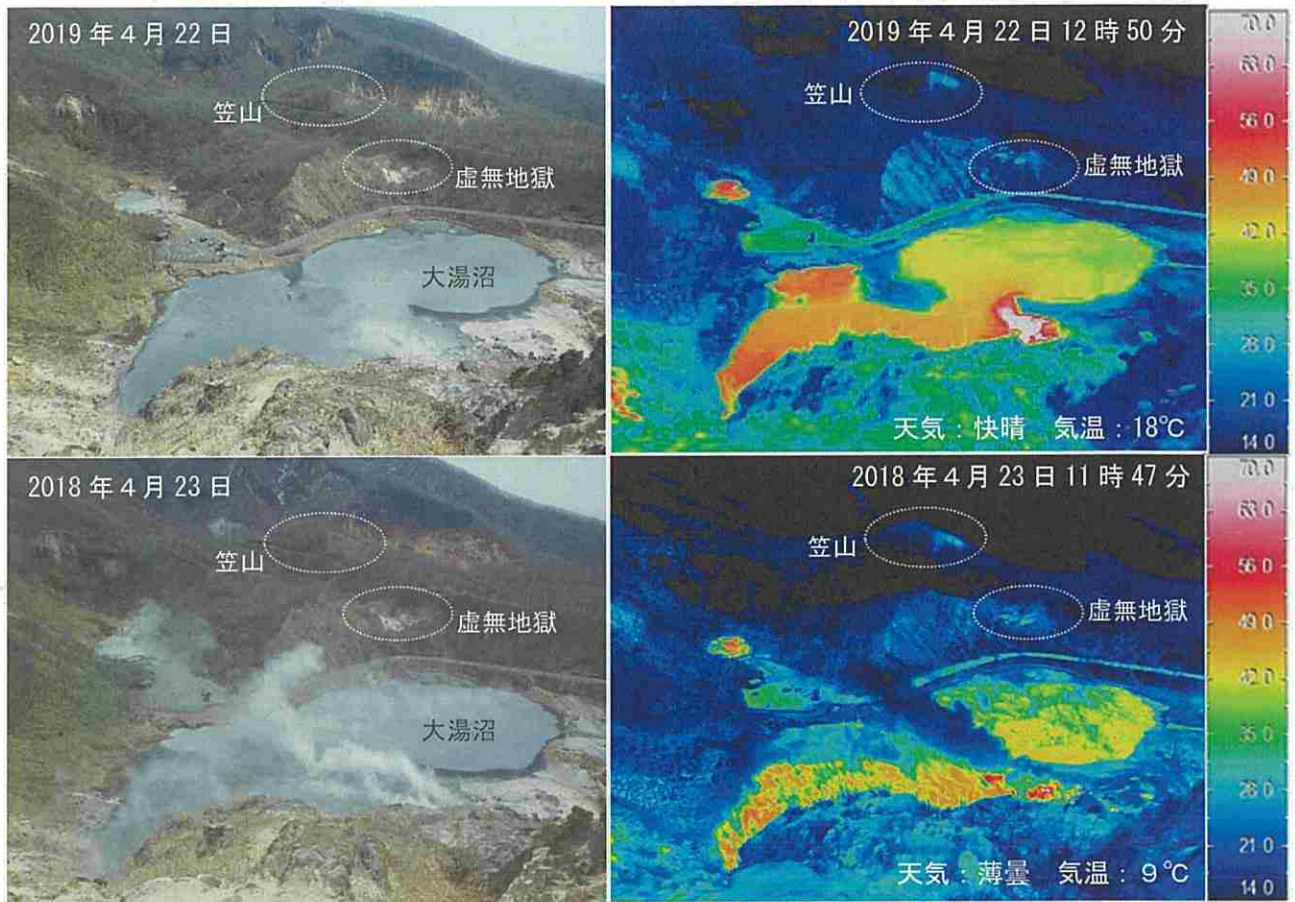 2019年4月22日
笠山
虚無地獄
大湯沼
2019年4月22日12時50分
笠山
虚無地獄
天気：快晴 気温：18℃
70.0
63.0
56.0
49.0
42.0
35.0
28.0
21.0
14.0
2018年4月23日
笠山
虚無地獄
大湯沼
2018年4月23日11時47分
笠山
虚無地獄
天気：薄曇 気温：9℃
70.0
63.0
56.0
49.0
42.0
35.0
28.0
21.0
14.0